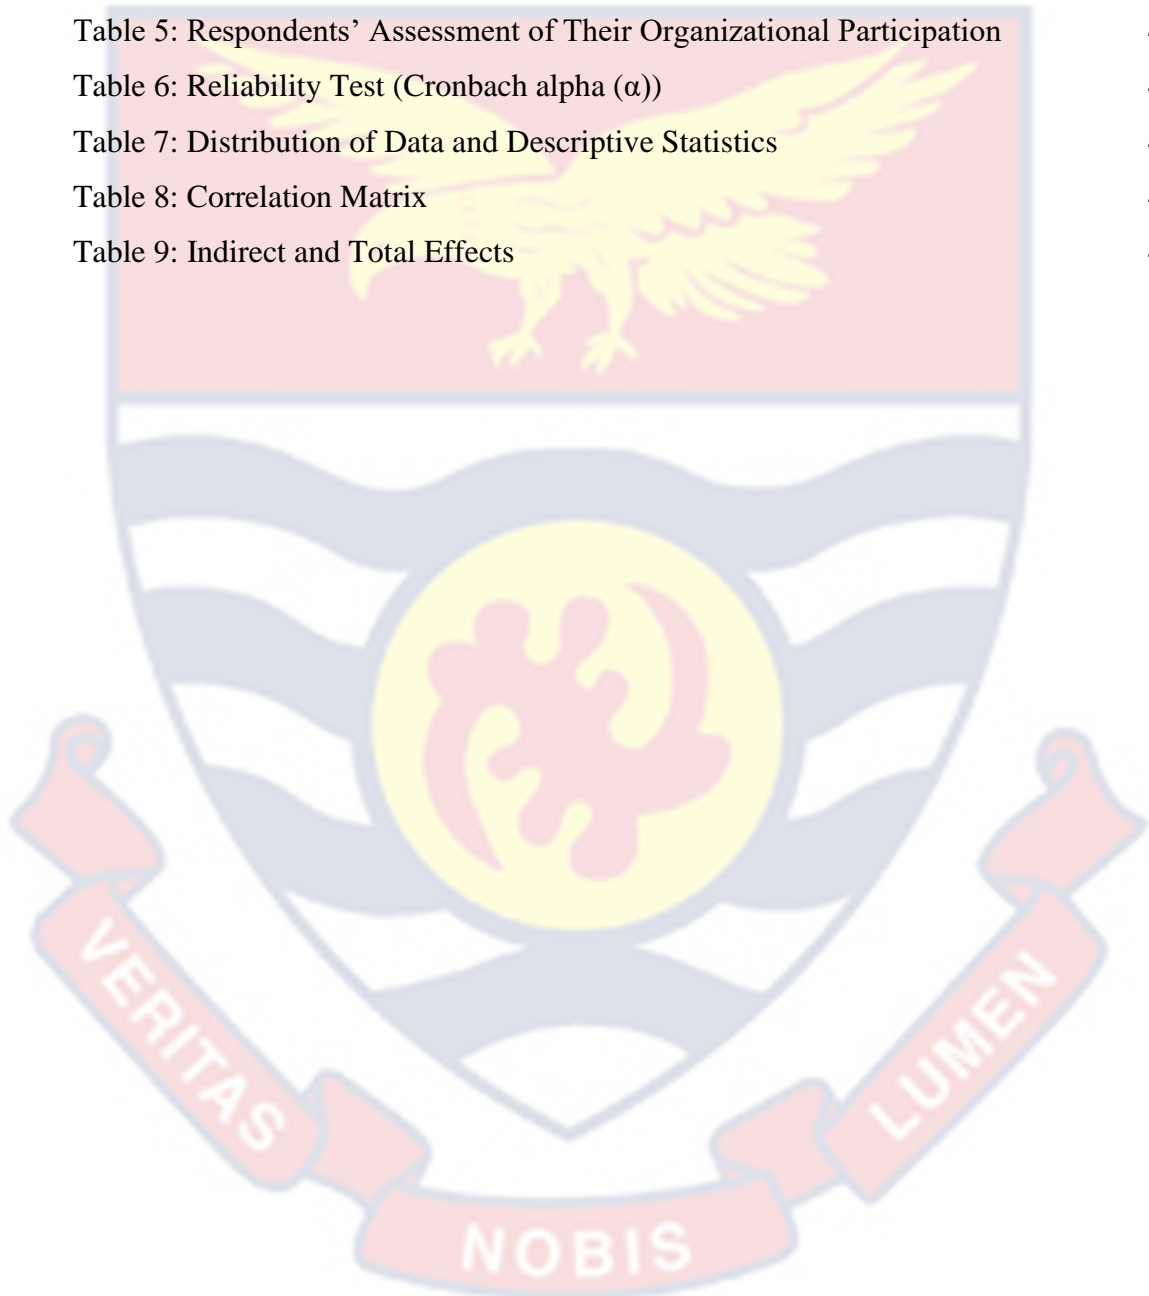 Table 5: Respondents’ Assessment of Their Organizational Participation
Table 6: Reliability Test (Cronbach alpha (α))
Table 7: Distribution of Data and Descriptive Statistics
Table 8: Correlation Matrix
Table 9: Indirect and Total Effects
VERITAS
NOBIS
LUMEN